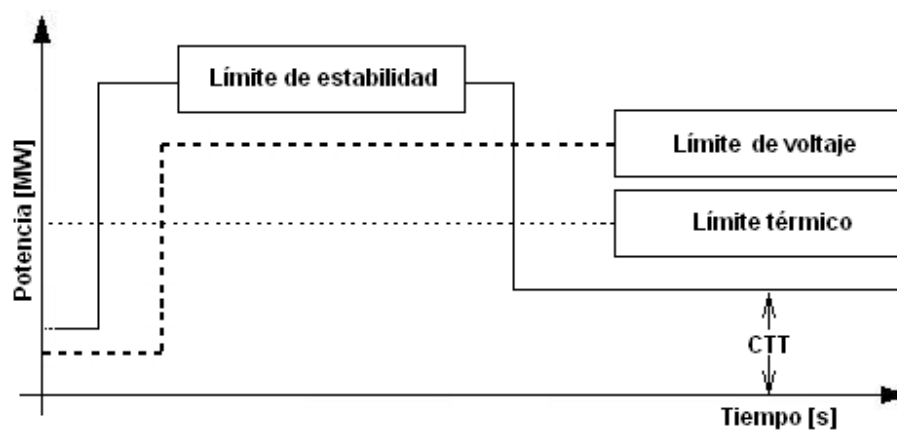 Límite de estabilidad
Límite de voltaje
Límite térmico
Potencia [MW]
CTT
Tiempo [s]